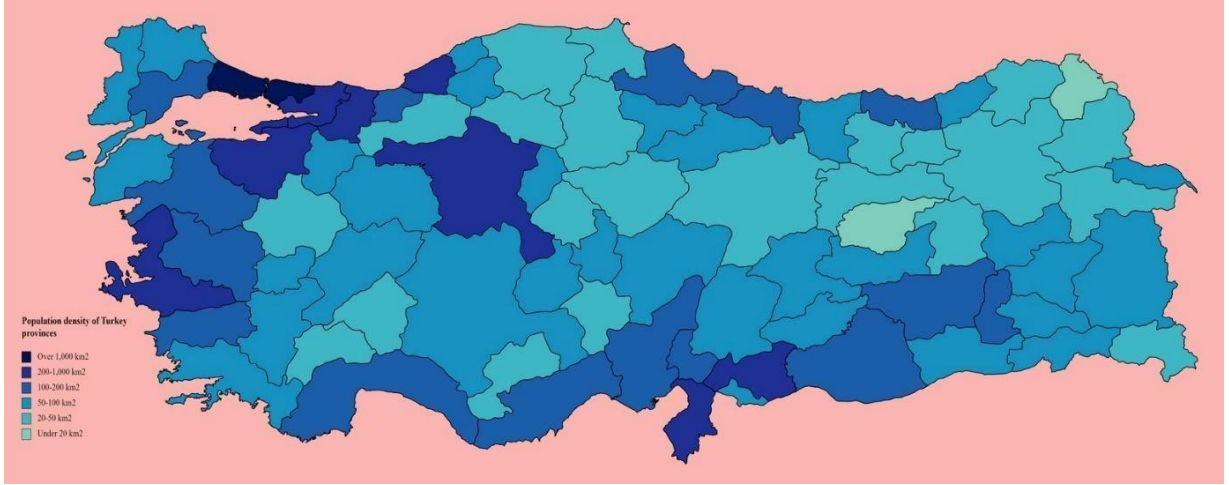 Population density of Turkey
provinces
Over 1,000 km2
200-1,000 km2
100-200 km2
50-100 km2
20-50 km2
Under 20 km2